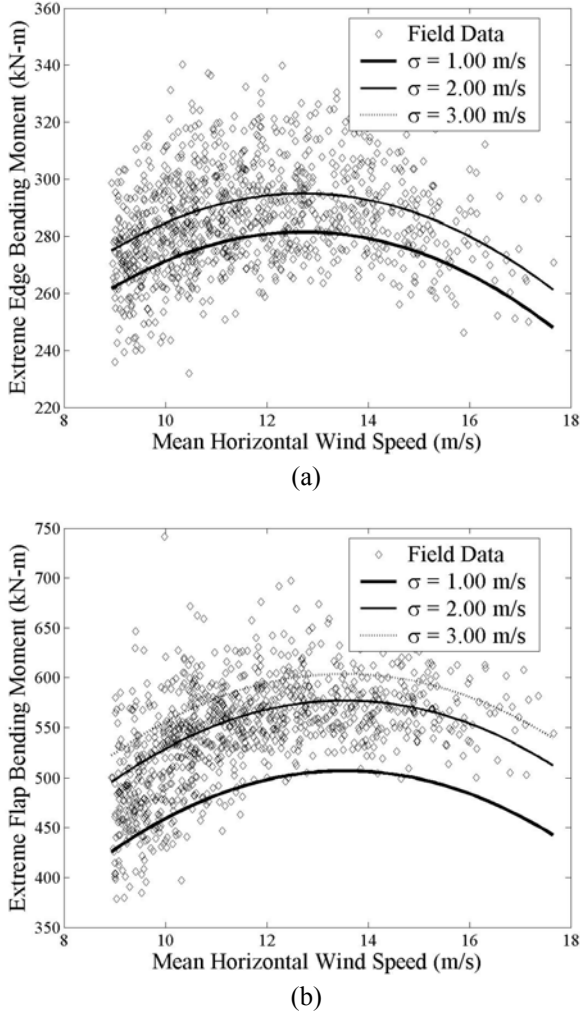 360
340
320
300
280
260
240
220
Extreme Edge Bending Moment (kN-m)
Field Data
σ = 1.00 m/s
σ = 2.00 m/s
σ = 3.00 m/s
8 10 12 14 16 18
Mean Horizontal Wind Speed (m/s)
(a)
750
700
650
600
550
500
450
400
350
Extreme Flap Bending Moment (kN-m)
Field Data
σ = 1.00 m/s
σ = 2.00 m/s
σ = 3.00 m/s
8 10 12 14 16 18
Mean Horizontal Wind Speed (m/s)
(b)